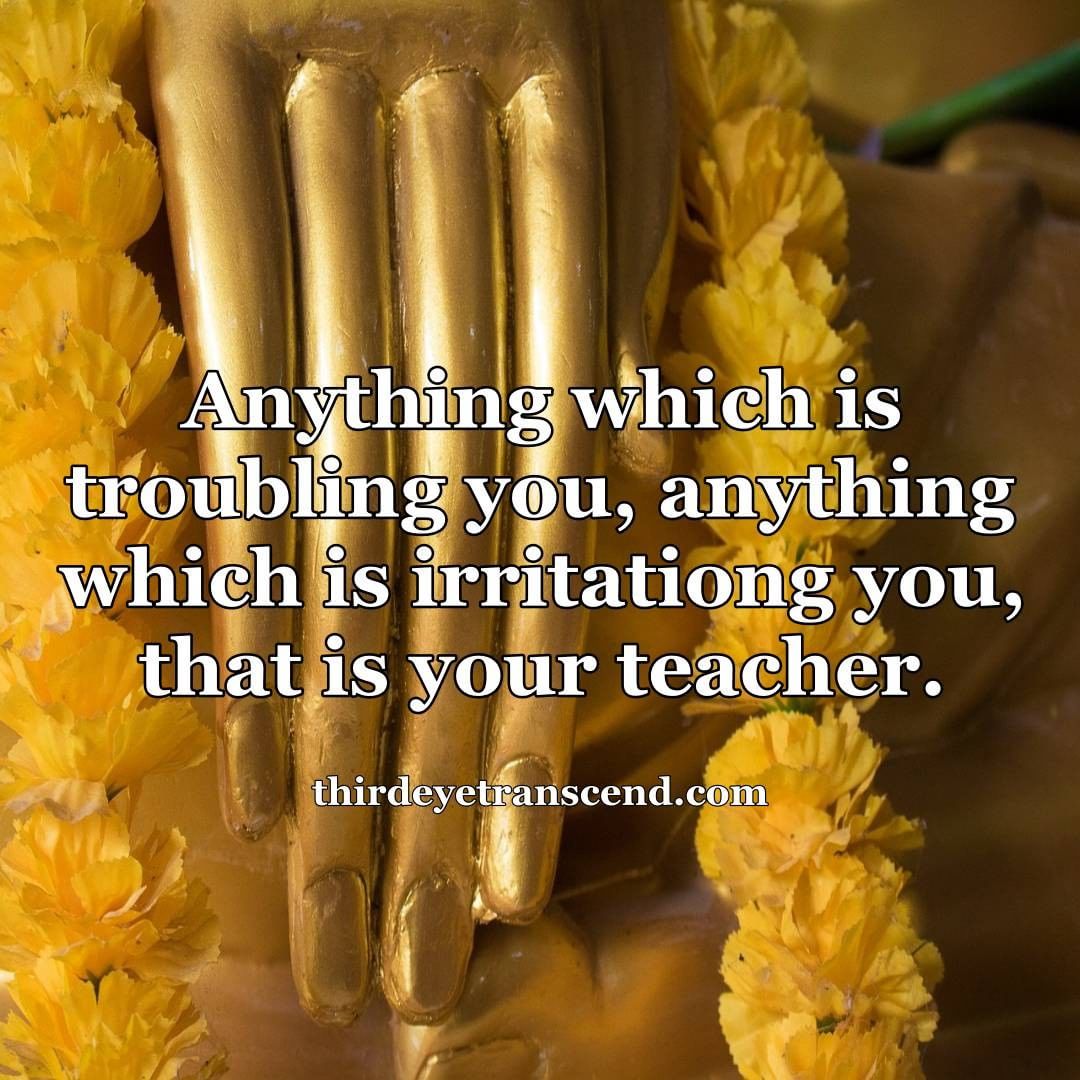 Anything which is
troubling you, anything
which is irritationg you,
that is your teacher.
thirdeyetranscend.com